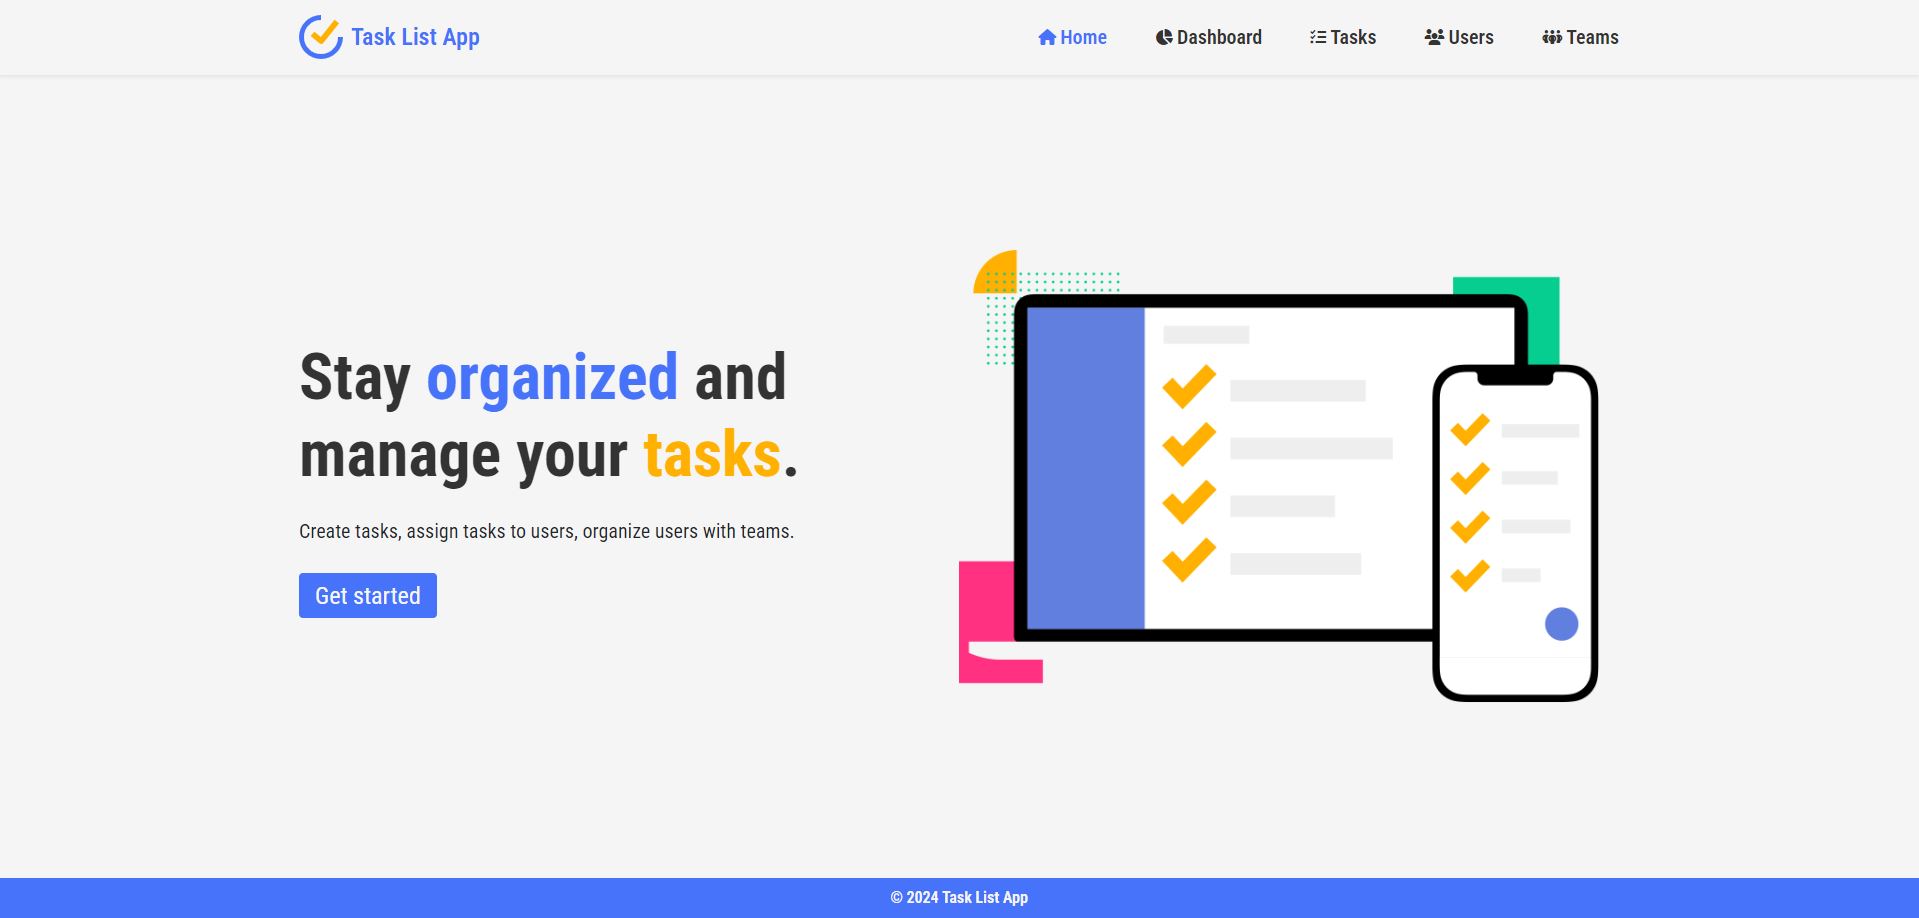 Task List App
Home Dashboard Tasks Users Teams
Stay organized and
manage your tasks.
Create tasks, assign tasks to users, organize users with teams.
Get started
© 2024 Task List App